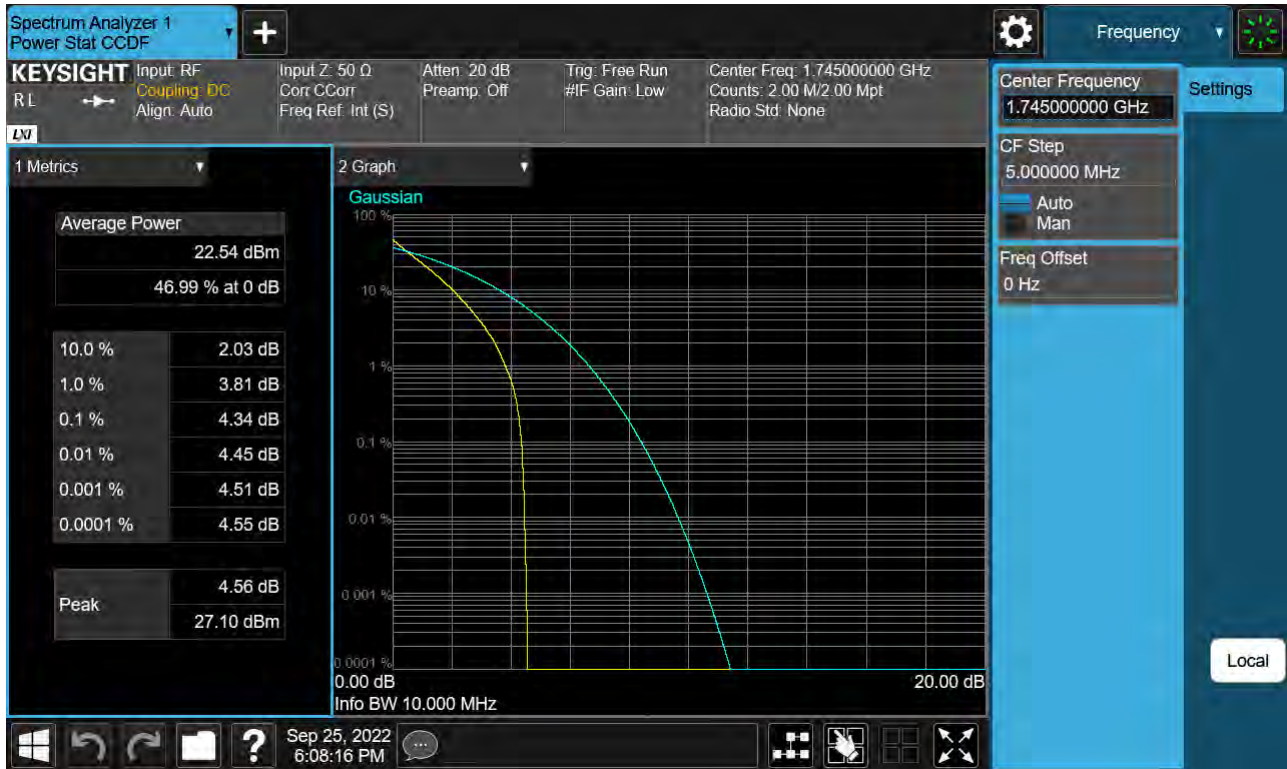 Spectrum Analyzer 1
Power Stat CCDF
+
Frequency
KEYSIGHT
RL
LXI
Input: RF
Coupling: DC
Align: Auto
Input Z: 50 Ω
Corr CCorr
Freq Ref: Int (S)
Atten: 20 dB
Preamp: Off
Trig: Free Run
#IF Gain: Low
Center Freq: 1.745000000 GHz
Counts: 2.00 M/2.00 Mpt
Radio Std: None
Center Frequency
1.745000000 GHz
Settings
CF Step
5.000000 MHz
Auto
Man
Freq Offset
0 Hz
1 Metrics
Average Power
22.54 dBm
46.99 % at 0 dB
10.0 % 2.03 dB
1.0 % 3.81 dB
0.1 % 4.34 dB
0.01 % 4.45 dB
0.001 % 4.51 dB
0.0001 % 4.55 dB
Peak
4.56 dB
27.10 dBm
2 Graph
Gaussian
100 %
10 %
1 %
0.1 %
0.01 %
0.001 %
0.0001 %
0.00 dB
20.00 dB
Info BW 10.000 MHz
Local
?
Sep 25, 2022
6:08:16 PM